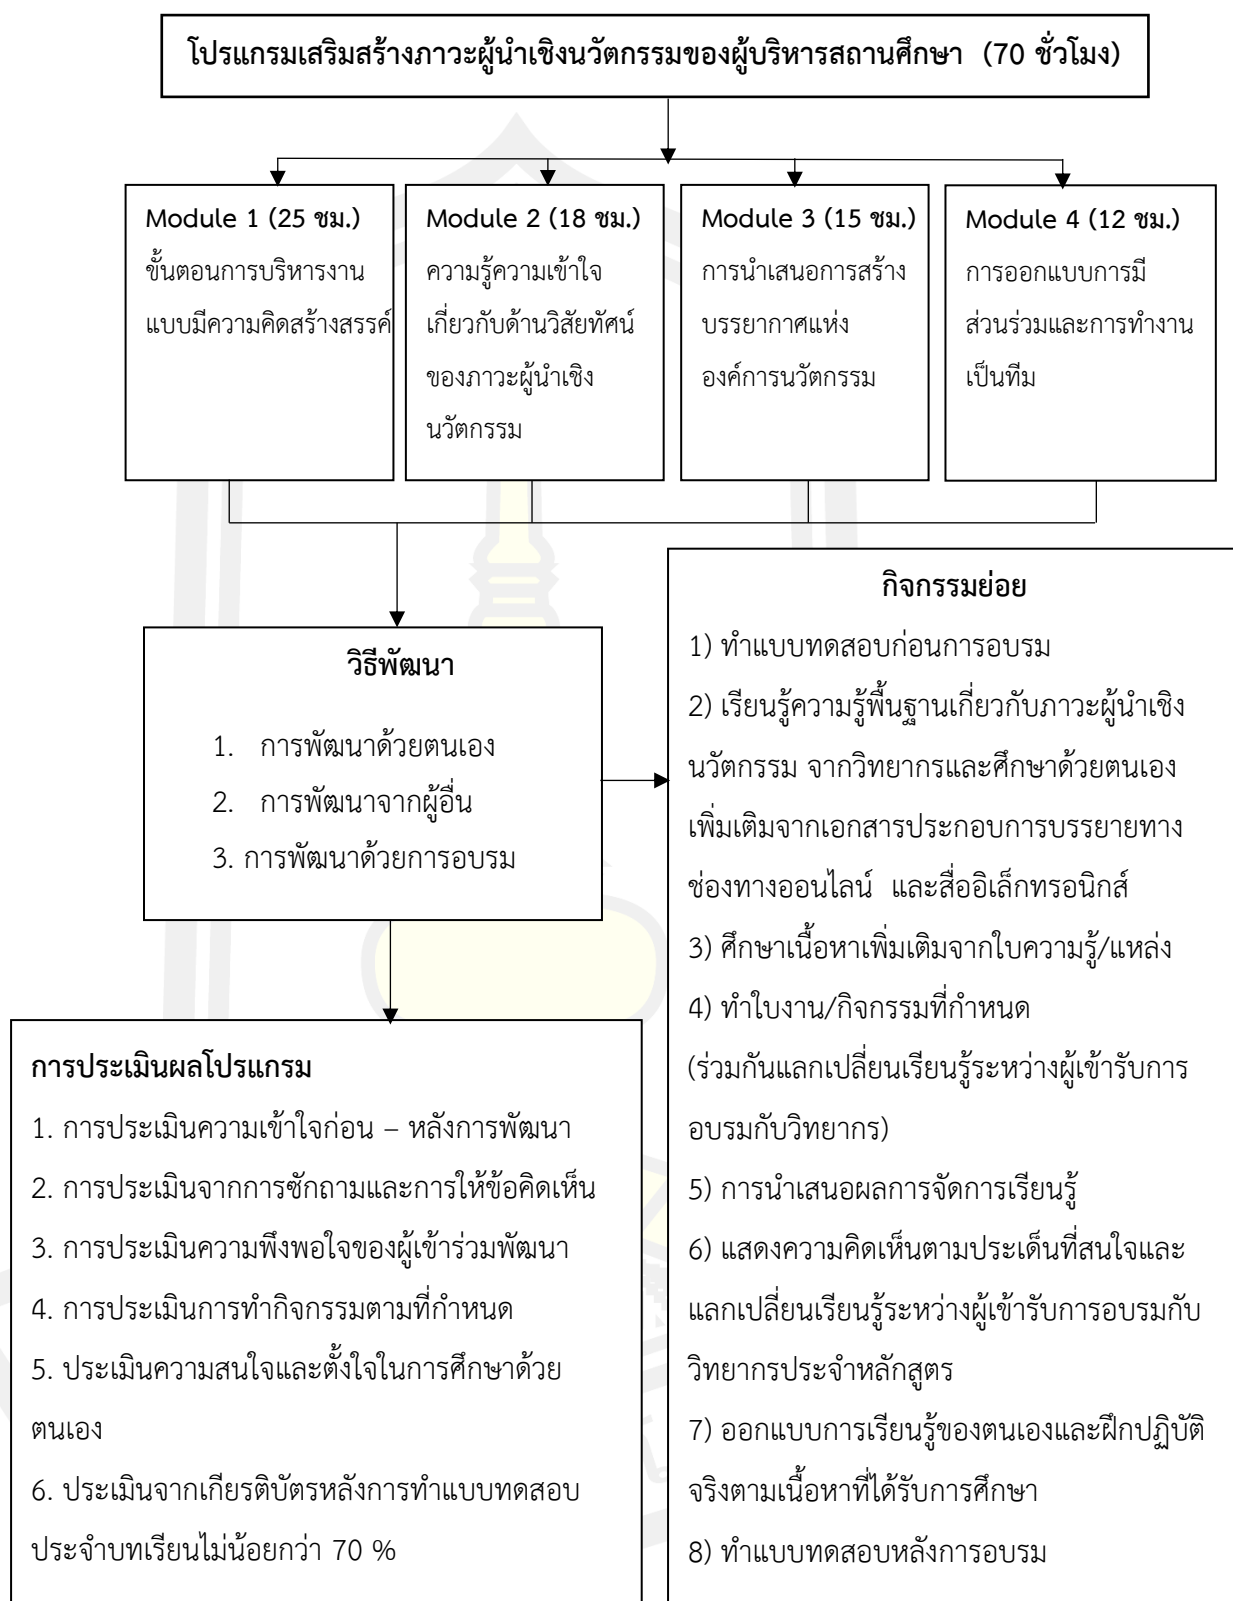 โปรแกรมเสริมสร้างภาวะผู้นำเชิงนวัตกรรมของผู้บริหารสถานศึกษา (70 ชั่วโมง)
Module 1 (25 ชม.)
ขั้นตอนการบริหารงาน
แบบมีความคิดสร้างสรรค์
Module 2 (18 ชม.)
ความรู้ความเข้าใจ
เกี่ยวกับด้านวิสัยทัศน์
ของภาวะผู้นำเชิง
นวัตกรรม
Module 3 (15 ชม.)
การนำเสนอการสร้าง
บรรยากาศแห่ง
องค์การนวัตกรรม
Module 4 (12 ชม.)
การออกแบบการมี
ส่วนร่วมและการทำงาน
เป็นทีม
วิธีพัฒนา
1. การพัฒนาด้วยตนเอง
2. การพัฒนาจากผู้อื่น
3. การพัฒนาด้วยการอบรม
กิจกรรมย่อย
1) ทำแบบทดสอบก่อนการอบรม
2) เรียนรู้ความรู้พื้นฐานเกี่ยวกับภาวะผู้นำเชิง
นวัตกรรม จากวิทยากรและศึกษาด้วยตนเอง
เพิ่มเติมจากเอกสารประกอบการบรรยายทาง
ช่องทางออนไลน์ และสื่ออิเล็กทรอนิกส์
3) ศึกษาเนื้อหาเพิ่มเติมจากใบความรู้/แหล่ง
4) ทำใบงาน/กิจกรรมที่กำหนด
(ร่วมกันแลกเปลี่ยนเรียนรู้ระหว่างผู้เข้ารับการ
อบรมกับวิทยากร)
5) การนำเสนอผลการจัดการเรียนรู้
6) แสดงความคิดเห็นตามประเด็นที่สนใจและ
แลกเปลี่ยนเรียนรู้ระหว่างผู้เข้ารับการอบรมกับ
วิทยากรประจำหลักสูตร
7) ออกแบบการเรียนรู้ของตนเองและฝึกปฏิบัติ
จริงตามเนื้อหาที่ได้รับการศึกษา
8) ทำแบบทดสอบหลังการอบรม
การประเมินผลโปรแกรม
1. การประเมินความเข้าใจก่อน – หลังการพัฒนา
2. การประเมินจากการซักถามและการให้ข้อคิดเห็น
3. การประเมินความพึงพอใจของผู้เข้าร่วมพัฒนา
4. การประเมินการทำกิจกรรมตามที่กำหนด
5. ประเมินความสนใจและตั้งใจในการศึกษาด้วย
ตนเอง
6. ประเมินจากเกียรติบัตรหลังการทำแบบทดสอบ
ประจำบทเรียนไม่น้อยกว่า 70 %